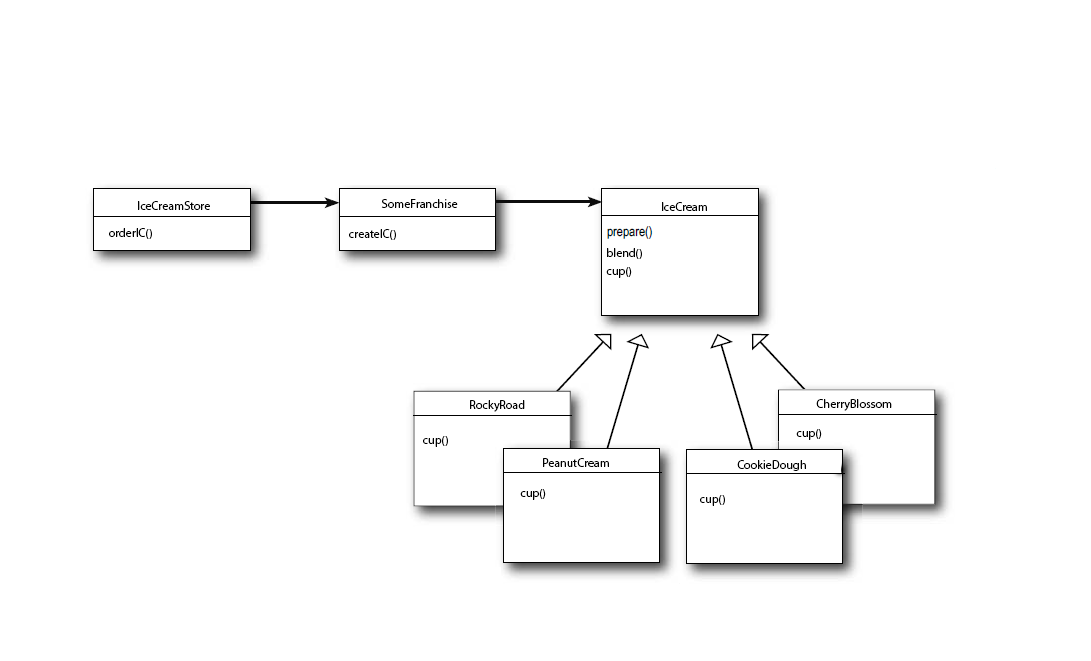 IceCreamStore
orderIC()
SomeFranchise
createIC()
IceCream
prepare()
blend()
cup()
RockyRoad
cup()
PeanutCream
cup()
CookieDough
cup()
CherryBlossom
cup()